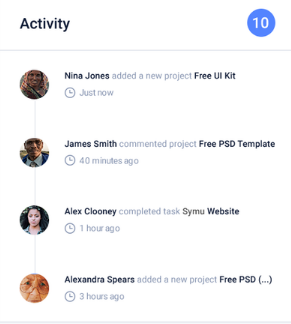 Activity
10
Nina Jones added a new project Free UI Kit
Just now
James Smith commented project Free PSD Template
40 minutes ago
Alex Clooney completed task Symu Website
1 hour ago
Alexandra Spears added a new project Free PSD (...)
3 hours ago